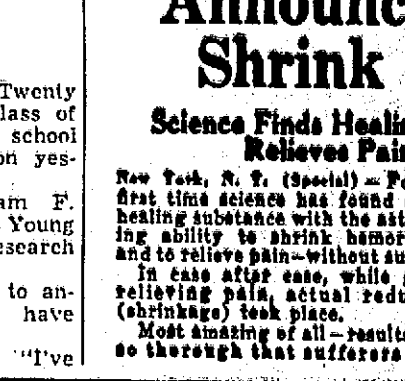 Twenty
lass of
school
on yes-
am F.
Young
esearch
to an-
have
"I've
Announc
Shrink
Science Finds Healin
Relieves Pain
New York, N. Y. (Special) — Fo
first time science has found
healing substance with the ast
ing ability to shrink hemor
and to relieve pain—without su
In case after case, while
relieving pain, actual redu
(shrinkage) took place.
Most amazing of all—results
so thorough that sufferers